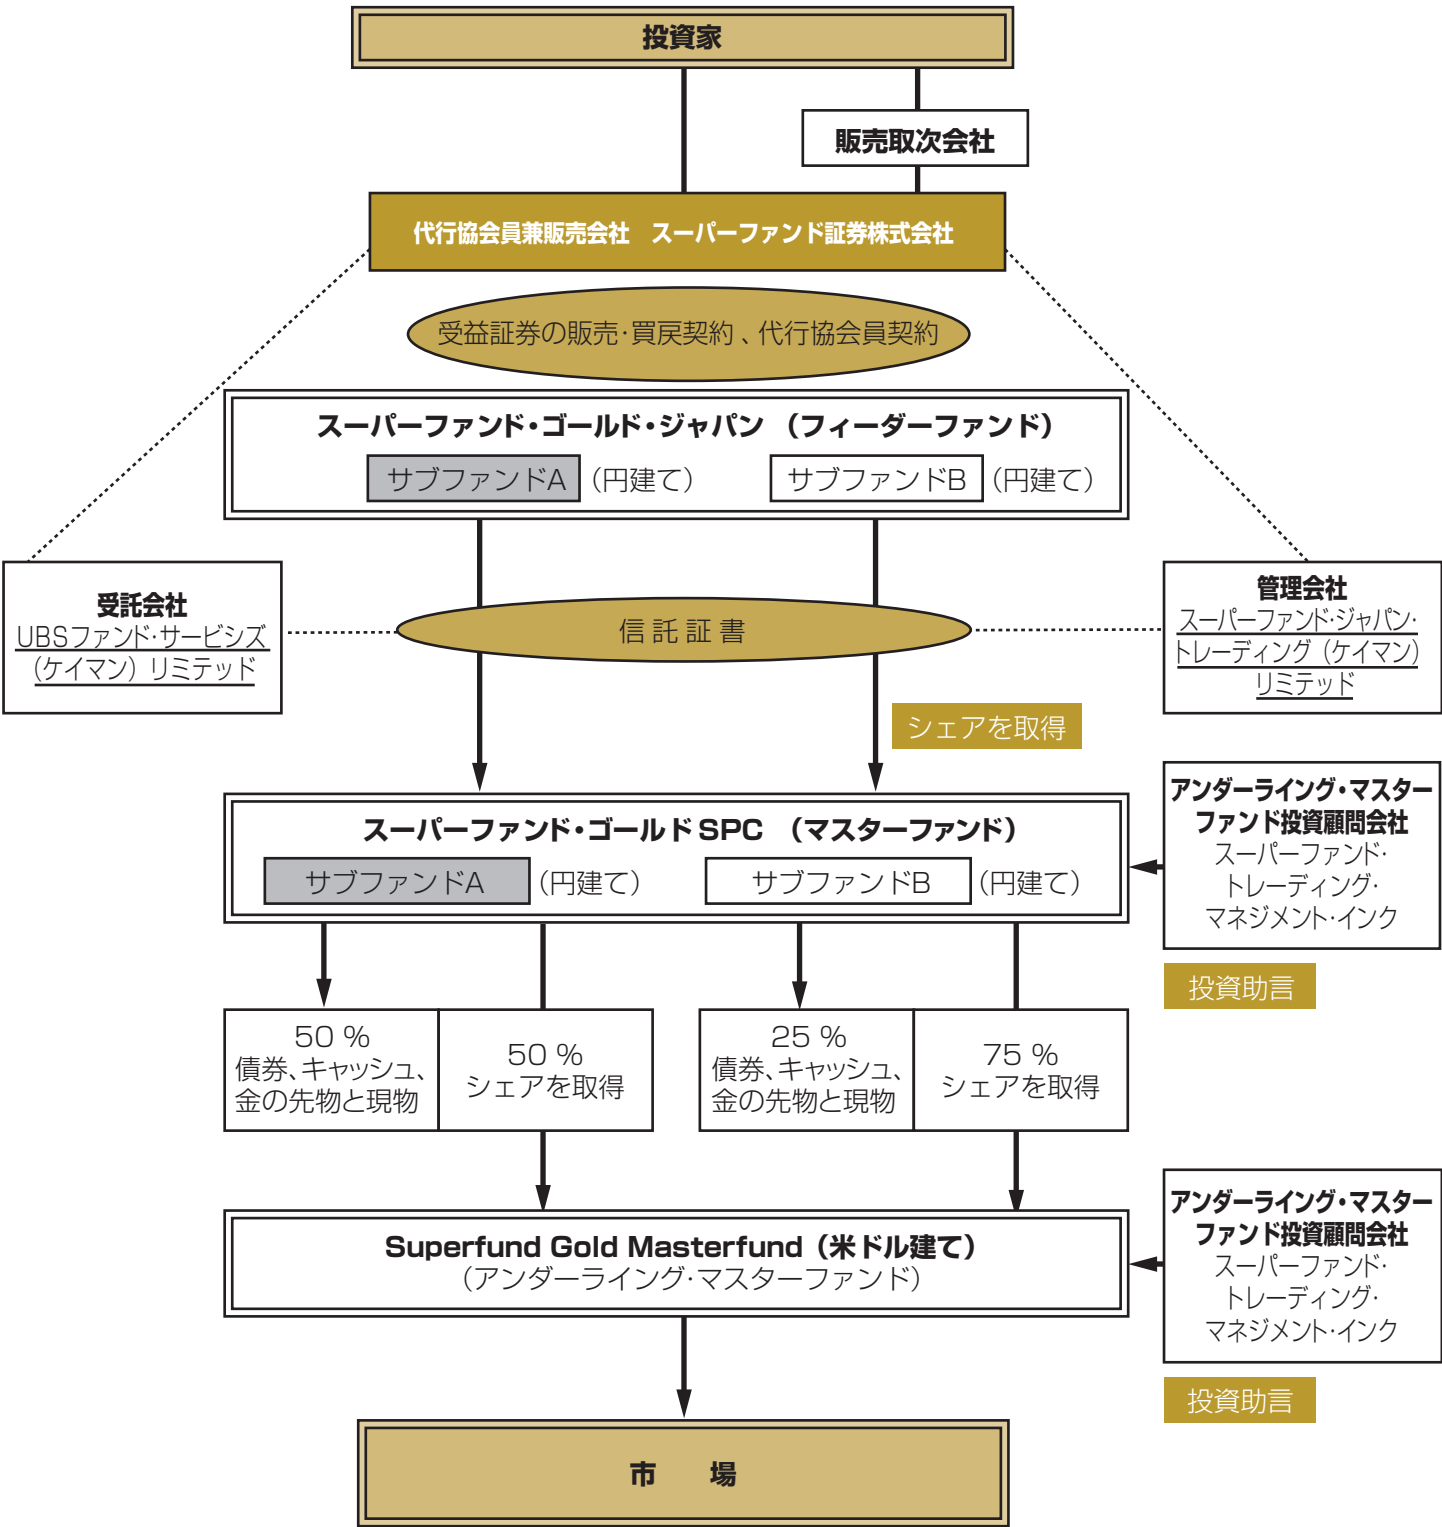 投資家
販売取次会社
代行協会員兼販売会社　スーパーファンド証券株式会社
受益証券の販売・買戻契約、代行協会員契約
スーパーファンド・ゴールド・ジャパン （フィーダーファンド）
サブファンドA （円建て） サブファンドB （円建て）
受託会社
UBSファンド・サービシズ
（ケイマン）リミテッド
信託証書
管理会社
スーパーファンド・ジャパン・
トレーディング（ケイマン）
リミテッド
シェアを取得
スーパーファンド・ゴールドSPC （マスターファンド）
サブファンドA （円建て） サブファンドB （円建て）
アンダーライング・マスター
ファンド投資顧問会社
スーパーファンド・
トレーディング・
マネジメント・インク
投資助言
50 %
債券、キャッシュ、
金の先物と現物
50 %
シェアを取得
25 %
債券、キャッシュ、
金の先物と現物
75 %
シェアを取得
Superfund Gold Masterfund（米ドル建て）
（アンダーライング・マスターファンド）
アンダーライング・マスター
ファンド投資顧問会社
スーパーファンド・
トレーディング・
マネジメント・インク
投資助言
市　場